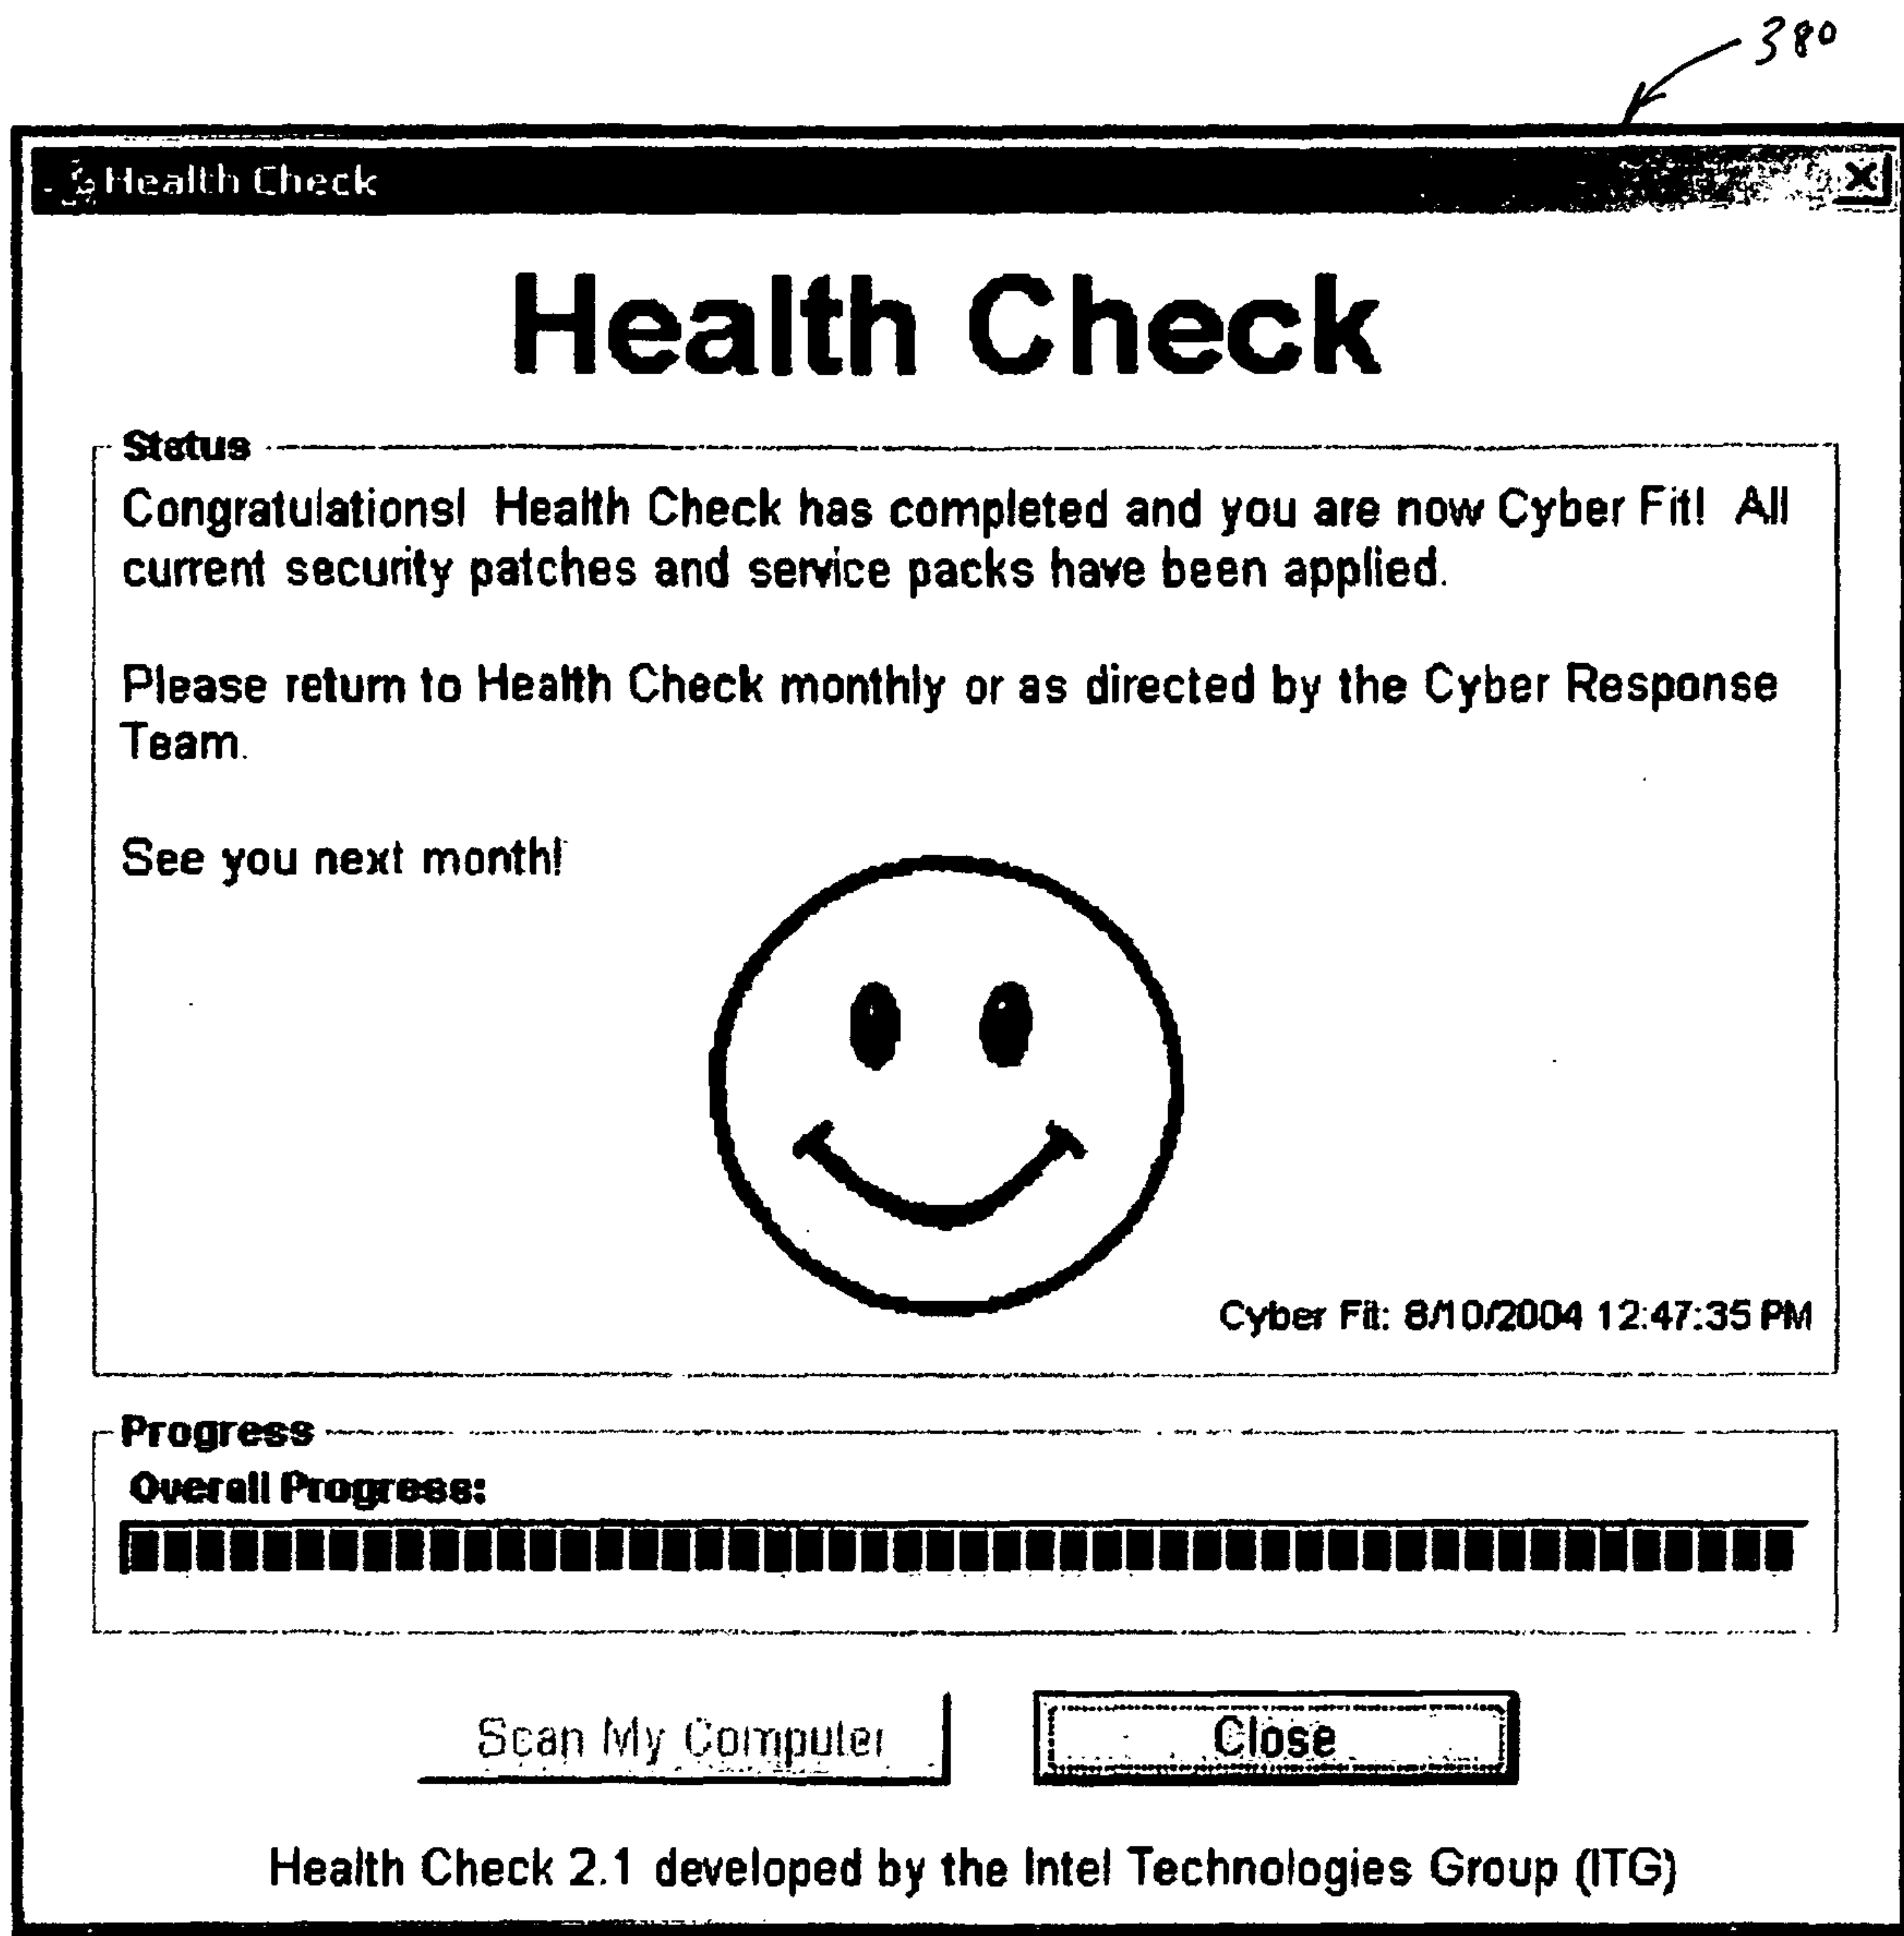 380
Health Check
Health Check
Status
Congratulations! Health Check has completed and you are now Cyber Fit! All
current security patches and service packs have been applied.
Please return to Health Check monthly or as directed by the Cyber Response
Team.
See you next month!
Cyber Fit: 8/10/2004 12:47:35 PM
Progress
Overall Progress:
Scan My Computer
Close
Health Check 2.1 developed by the Intel Technologies Group (ITG)